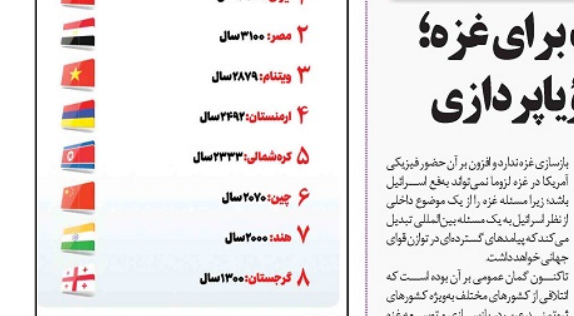 ۲ مصر: ۳۱۰۰ سال
۳ ویتنام: ۲۸۷۹ سال
۴ ارمنستان: ۲۴۹۲ سال
۵ کره‌شمالی: ۲۳۳۳ سال
۶ چین: ۲۰۷۰ سال
۷ هند: ۲۰۰۰ سال
۸ گرجستان: ۱۳۰۰ سال
برای غزه؛
یاپردازی
بازسازی غزه ندارد و افزون بر آن حضور فیزیکی
آمریکا در غزه لزوما نمی‌تواند به‌فع اسرائیل
باشد؛ زیرا مسئله غزه را از یک موضوع داخلی
از نظر اسرائیل به یک مسئله بین‌المللی تبدیل
می‌کند که پیامدهای گسترده‌ای در توازن قوای
جهانی خواهد داشت.
تاکنون گمان عمومی بر آن بوده است که
ائتلافی از کشورهای مختلف به‌ویژه کشورهای